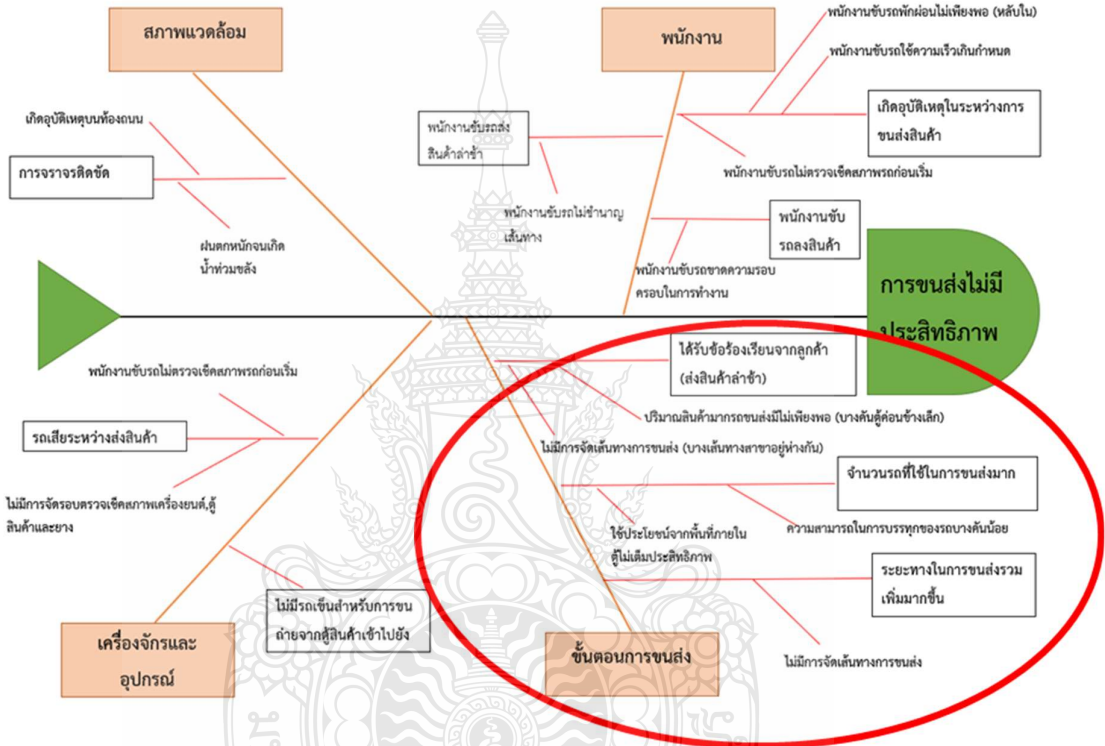 สภาพแวดล้อม
พนักงาน
พนักงานขับรถพักผ่อนไม่เพียงพอ (หลับใน)
พนักงานขับรถใช้ความเร็วเกินกำหนด
เกิดอุบัติเหตุในระหว่างการ
ขนส่งสินค้า
พนักงานขับรถไม่ตรวจเช็คสภาพรถก่อนเริ่ม
เกิดอุบัติเหตุบนท้องถนน
การจราจรติดขัด
ฝนตกหนักจนเกิด
น้ำท่วมขลัง
พนักงานขับรถส่ง
สินค้าล่าช้า
พนักงานขับรถไม่ชำนาญ
เส้นทาง
พนักงานขับ
รถลงสินค้า
พนักงานขับรถขาดความรอบ
ครอบในการทำงาน
การขนส่งไม่มี
ประสิทธิภาพ
พนักงานขับรถไม่ตรวจเช็คสภาพรถก่อนเริ่ม
รถเสียระหว่างส่งสินค้า
ไม่มีการจัดรอบตรวจเช็คสภาพเครื่องยนต์,ตู้
สินค้าและยาง
ไม่มีรถเข็นสำหรับการขน
ถ่ายจากตู้สินค้าเข้าไปยัง
เครื่องจักรและ
อุปกรณ์
ได้รับข้อร้องเรียนจากลูกค้า
(ส่งสินค้าล่าช้า)
ปริมาณสินค้ามากรถขนส่งมีไม่เพียงพอ (บางคันตู้ค่อนข้างเล็ก)
ไม่มีการจัดเส้นทางการขนส่ง (บางเส้นทางสาขาอยู่ห่างกัน)
จำนวนรถที่ใช้ในการขนส่งมาก
ความสามารถในการบรรทุกของรถบางคันน้อย
ใช้ประโยชน์จากพื้นที่ภายใน
ตู้ไม่เต็มประสิทธิภาพ
ระยะทางในการขนส่งรวม
เพิ่มมากขึ้น
ไม่มีการจัดเส้นทางการขนส่ง
ขั้นตอนการขนส่ง